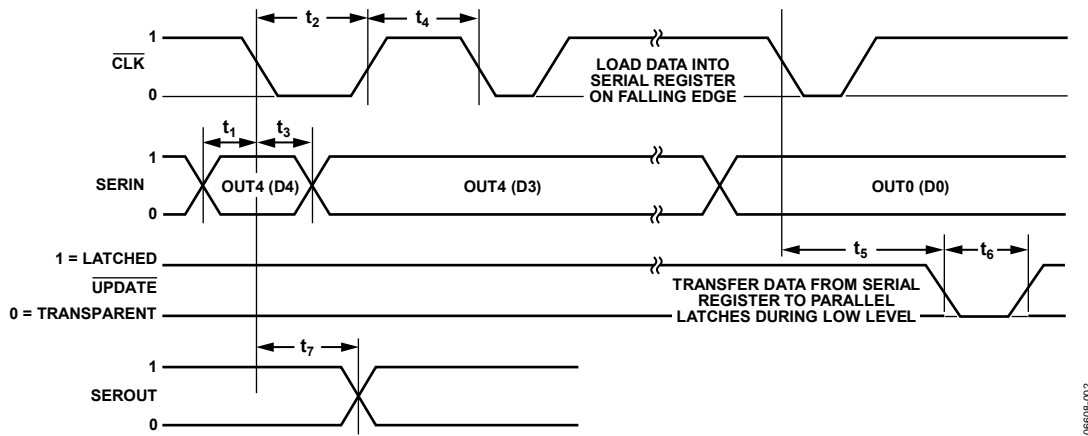 t2
t4
1
CLK
0
LOAD DATA INTO
SERIAL REGISTER
ON FALLING EDGE
t1
t3
1
SERIN
0
OUT4 (D4)
OUT4 (D3)
OUT0 (D0)
t5
t6
1 = LATCHED
UPDATE
0 = TRANSPARENT
TRANSFER DATA FROM SERIAL
REGISTER TO PARALLEL
LATCHES DURING LOW LEVEL
t7
1
SEROUT
0
06608-002